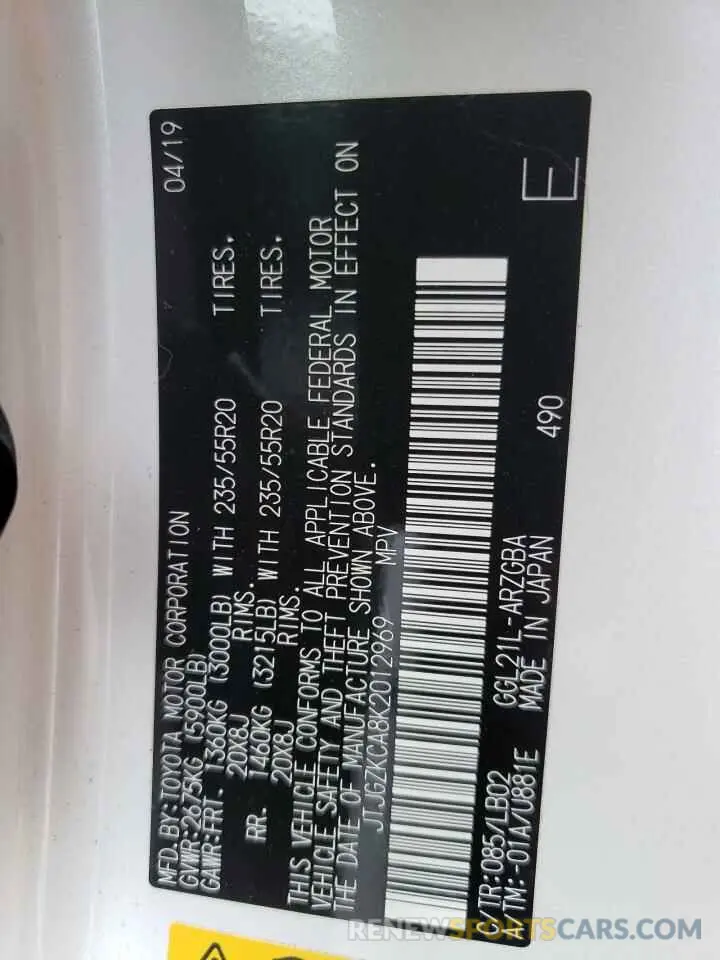 MFD. BY: TOYOTA MOTOR CORPORATION 04/19
GVWR: 2675KG (5900LB)
GAWR: FRT. 1360KG (3000LB) WITH 235/55R20 TIRES.
20X8J RIMS.
RR. 1460KG (3215LB) WITH 235/55R20 TIRES.
20X8J RIMS.
THIS VEHICLE CONFORMS TO ALL APPLICABLE FEDERAL MOTOR
VEHICLE SAFETY AND THEFT PREVENTION STANDARDS IN EFFECT ON
THE DATE OF MANUFACTURE SHOWN ABOVE.
JTJGZKCA8K2012969 MPV
C/TR: 085/LB02 GGL21L-ARZGBA
A/TM: -01A/U881E MADE IN JAPAN 490
E
RENEWSPORTSCARS.COM